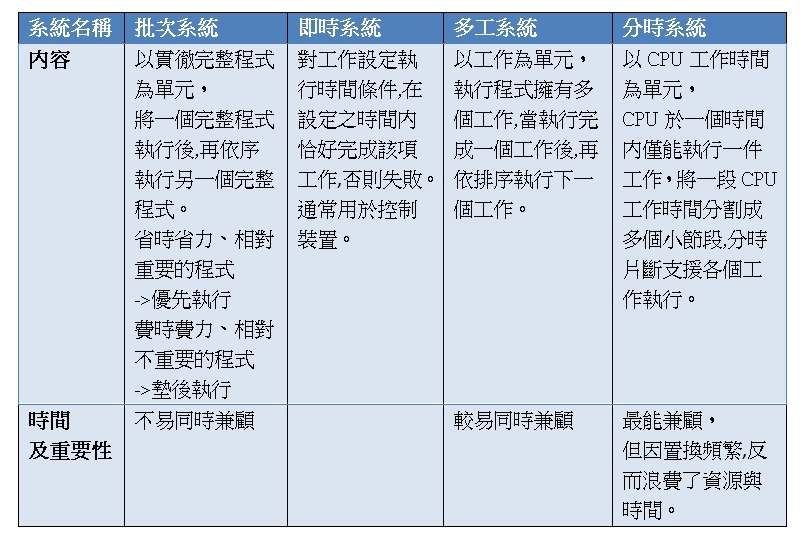 系統名稱
批次系統
即時系統
多工系統
分時系統
內容
以貫徹完整程式
為單元，
將一個完整程式
執行後,再依序
執行另一個完整
程式。
省時省力、相對
重要的程式
->優先執行
費時費力、相對
不重要的程式
->墊後執行
對工作設定執
行時間條件,在
設定之時間內
恰好完成該項
工作,否則失敗。
通常用於控制
裝置。
以工作為單元，
執行程式擁有多
個工作,當執行完
成一個工作後,再
依排序執行下一
個工作。
以 CPU 工作時間
為單元，
CPU 於一個時間
內僅能執行一件
工作，將一段 CPU
工作時間分割成
多個小節段,分時
片斷支援各個工
作執行。
時間
及重要性
不易同時兼顧
較易同時兼顧
最能兼顧，
但因置換頻繁,反
而浪費了資源與
時間。